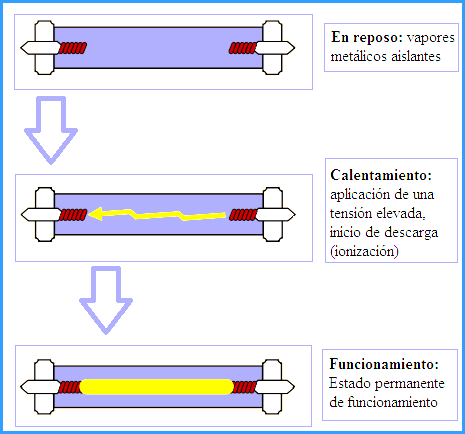 En reposo: vapores
metálicos aislantes
Calentamiento:
aplicación de una
tensión elevada,
inicio de descarga
(ionización)
Funcionamiento:
Estado permanente
de funcionamiento